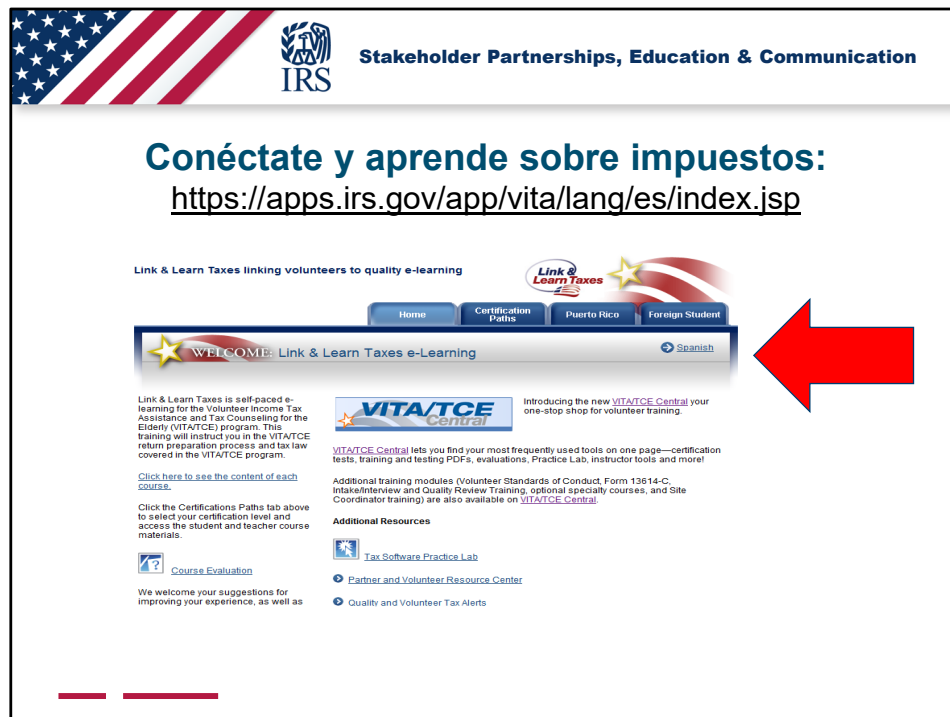 IRS
Stakeholder Partnerships, Education & Communication
Conéctate y aprende sobre impuestos:
https://apps.irs.gov/app/vita/lang/es/index.jsp
Link & Learn Taxes linking volunteers to quality e-learning
Link &
Learn Taxes
Home
Certification
Paths
Puerto Rico
Foreign Student
WELCOME: Link & Learn Taxes e-Learning
Spanish
Link & Learn Taxes is self-paced e-
learning for the Volunteer Income Tax
Assistance and Tax Counseling for the
Elderly (VITA/TCE) program. This
training will instruct you in the VITA/TCE
return preparation process and tax law
covered in the VITA/TCE program.
Click here to see the content of each
course.
Click the Certifications Paths tab above
to select your certification level and
access the student and teacher course
materials.
Course Evaluation
We welcome your suggestions for
improving your experience, as well as
VITA/TCE
Central
Introducing the new VITA/TCE Central your
one-stop shop for volunteer training.
VITA/TCE Central lets you find your most frequently used tools on one page—certification
tests, training and testing PDFs, evaluations, Practice Lab, instructor tools and more!
Additional training modules (Volunteer Standards of Conduct, Form 13614-C,
Intake/Interview and Quality Review Training, optional specialty courses, and Site
Coordinator training) are also available on VITA/TCE Central.
Additional Resources
Tax Software Practice Lab
Partner and Volunteer Resource Center
Quality and Volunteer Tax Alerts